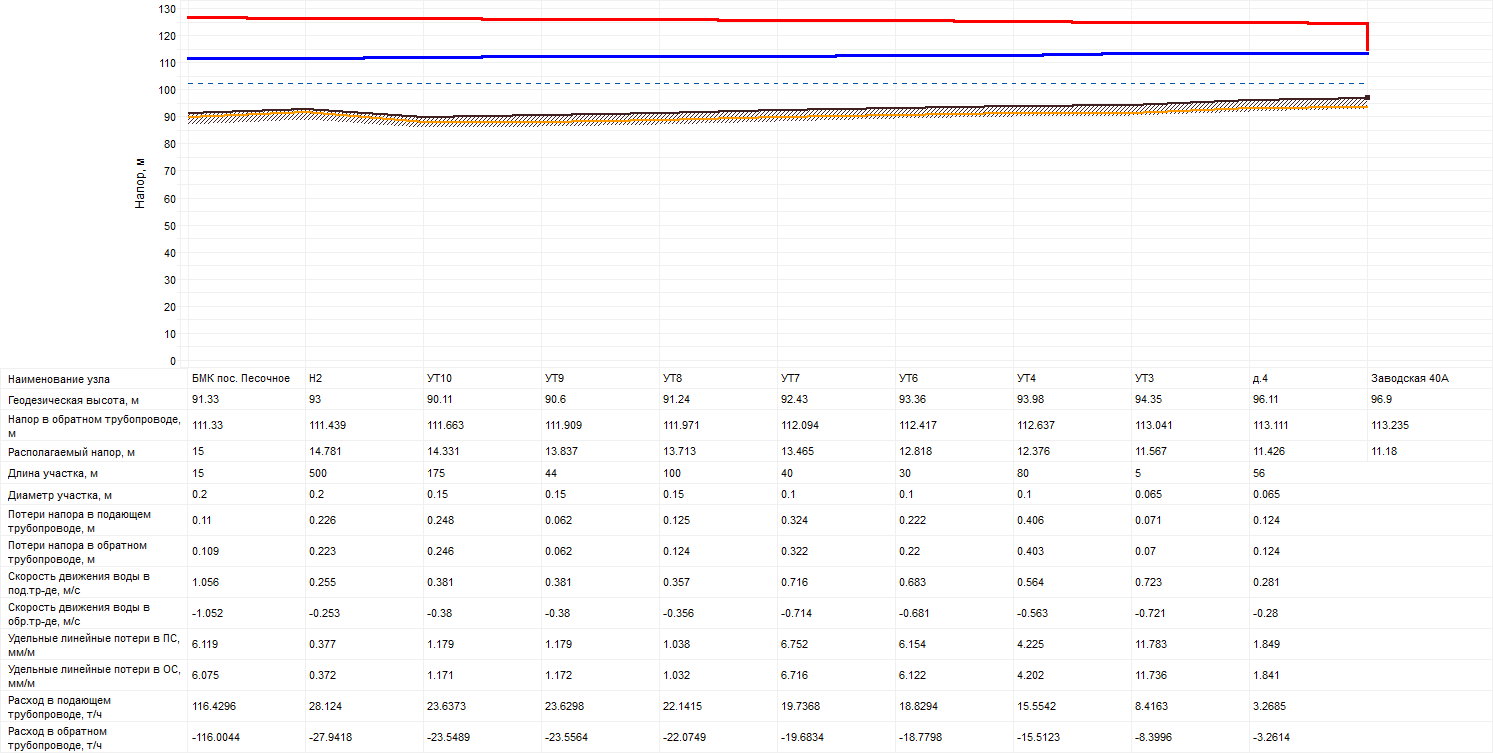 130
120
110
100
90
80
70
60
50
40
30
20
10
0
Напор, м
Наименование узла БМК пос. Песочное Н2 УТ10 УТ9 УТ8 УТ7 УТ6 УТ4 УТ3 д.4 Заводская 40А
Геодезическая высота, м 91.33 93 90.11 90.6 91.24 92.43 93.36 93.98 94.35 96.11 96.9
Напор в обратном трубопроводе,
м 111.33 111.439 111.663 111.909 111.971 112.094 112.417 112.637 113.041 113.111 113.235
Располагаемый напор, м 15 14.781 14.331 13.837 13.713 13.465 12.818 12.376 11.567 11.426 11.18
Длина участка, м 15 500 175 44 100 40 30 80 5 56
Диаметр участка, м 0.2 0.2 0.15 0.15 0.15 0.1 0.1 0.1 0.065 0.065
Потери напора в подающем
трубопроводе, м 0.11 0.226 0.248 0.062 0.125 0.324 0.222 0.406 0.071 0.124
Потери напора в обратном
трубопроводе, м 0.109 0.223 0.246 0.062 0.124 0.322 0.22 0.403 0.07 0.124
Скорость движения воды в
под.тр-де, м/с 1.056 0.255 0.381 0.381 0.357 0.716 0.683 0.564 0.723 0.281
Скорость движения воды в
обр.тр-де, м/с -1.052 -0.253 -0.38 -0.38 -0.356 -0.714 -0.681 -0.563 -0.721 -0.28
Удельные линейные потери в ПС,
мм/м 6.119 0.377 1.179 1.179 1.038 6.752 6.154 4.225 11.783 1.849
Удельные линейные потери в ОС,
мм/м 6.075 0.372 1.171 1.172 1.032 6.716 6.122 4.202 11.736 1.841
Расход в подающем
трубопроводе, т/ч 116.4296 28.124 23.6373 23.6298 22.1415 19.7368 18.8294 15.5542 8.4163 3.2685
Расход в обратном
трубопроводе, т/ч -116.0044 -27.9418 -23.5489 -23.5564 -22.0749 -19.6834 -18.7798 -15.5123 -8.3996 -3.2614